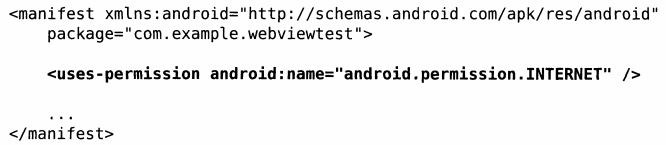 <manifest xmlns:android="http://schemas.android.com/apk/res/android"
    package="com.example.webviewtest">
    <uses-permission android:name="android.permission.INTERNET" />
    ...
</manifest>